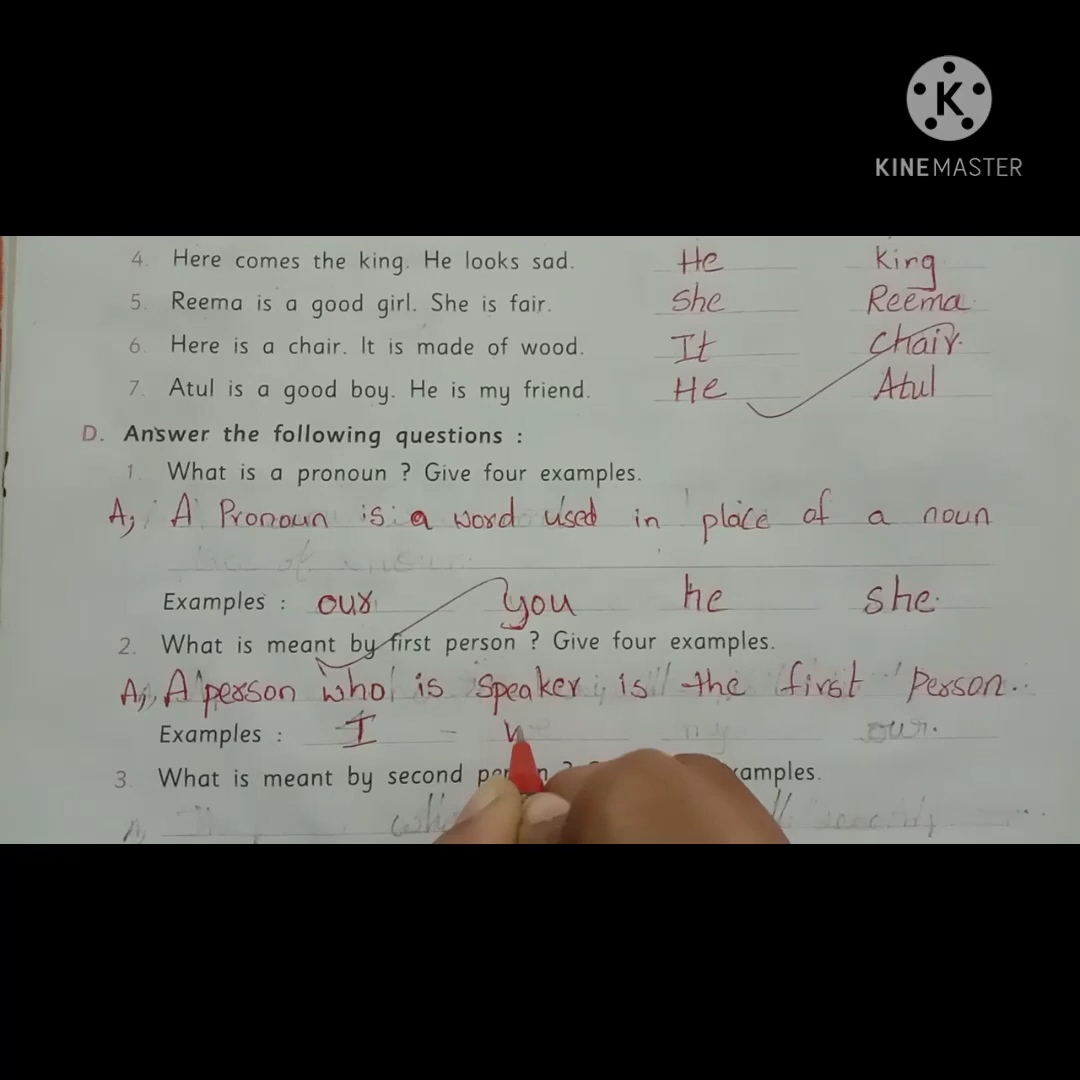 KINEMASTER
4. Here comes the king. He looks sad. He King
5. Reema is a good girl. She is fair. She Reema
6. Here is a chair. It is made of wood. It Chair.
7. Atul is a good boy. He is my friend. He Atul
D. Answer the following questions :
1. What is a pronoun ? Give four examples.
A, A Pronoun is a word used in place of a noun
Examples : our you he she.
2. What is meant by first person ? Give four examples.
A, A person who is speaker, is the first person.
Examples : I my our.
3. What is meant by second